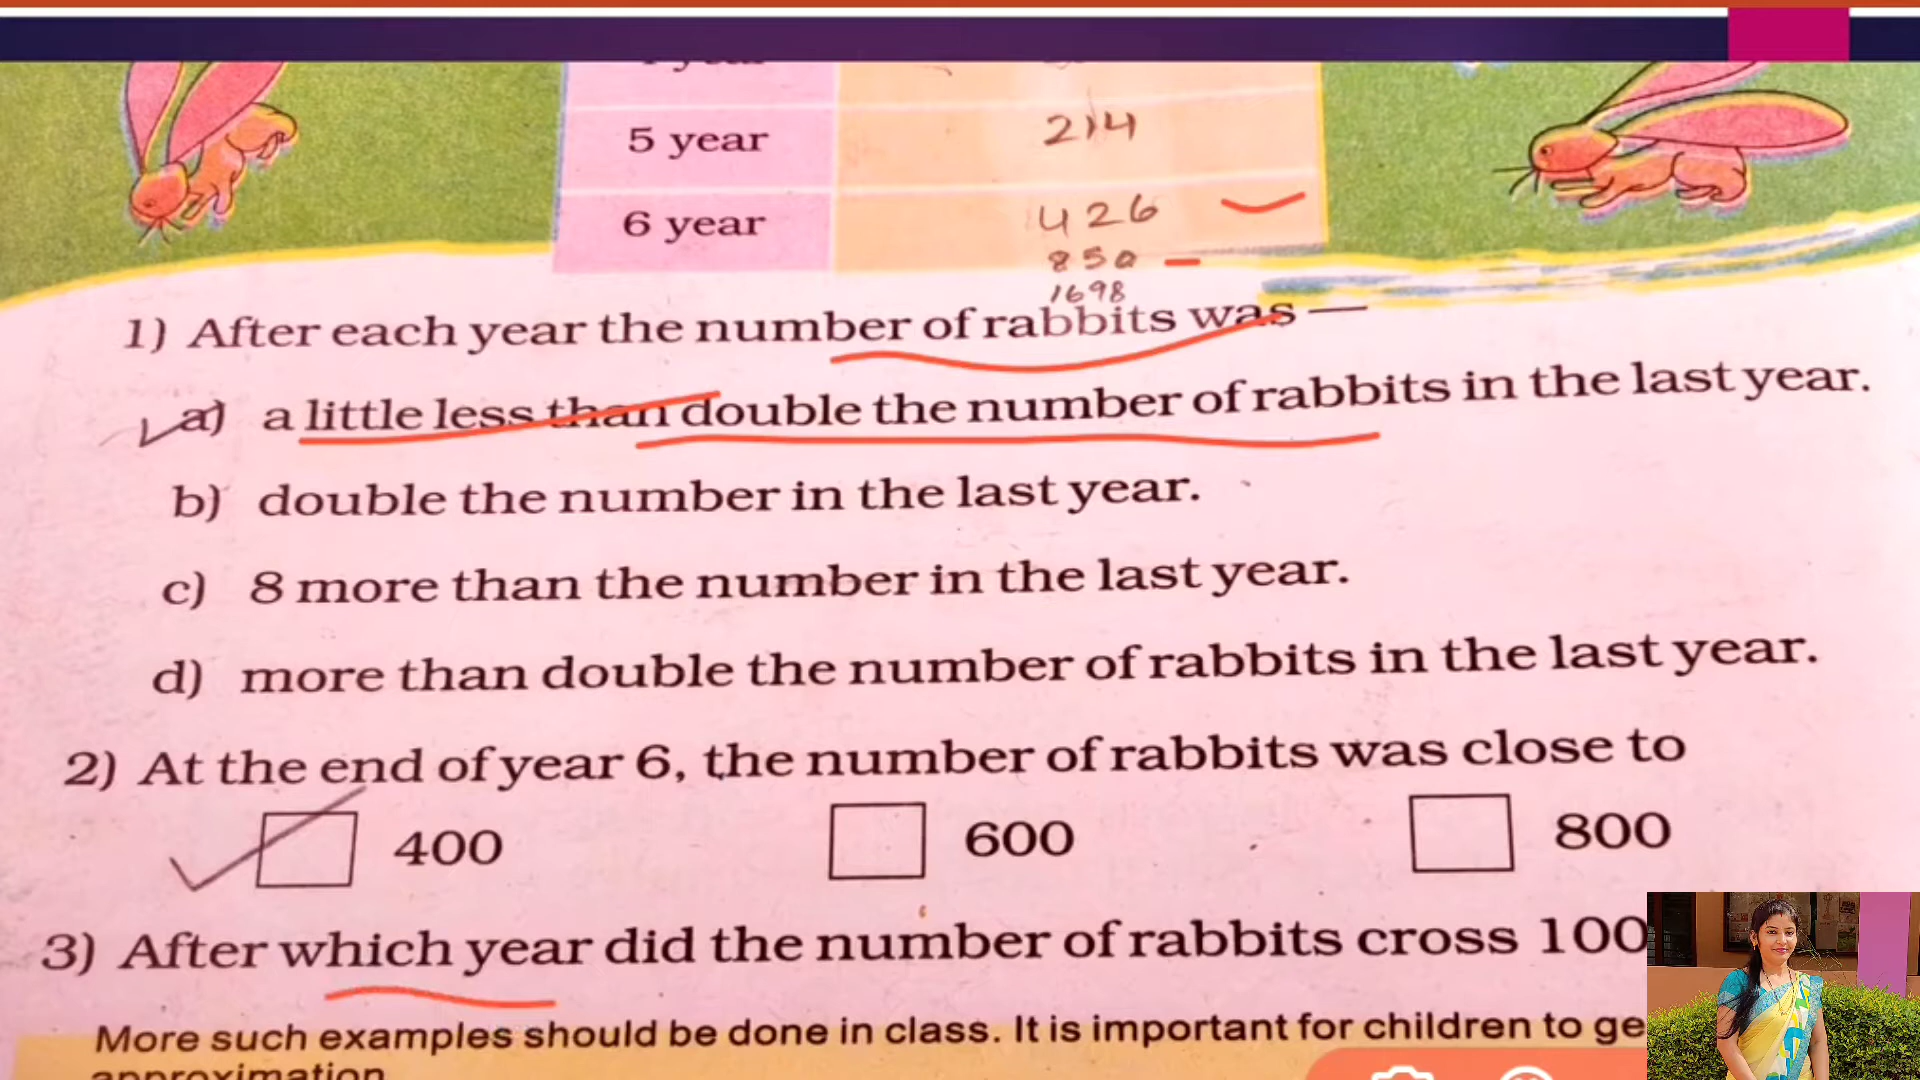 year
5 year 214
6 year 426
850
1698
1) After each year the number of rabbits was —
a) a little less than double the number of rabbits in the last year.
b) double the number in the last year.
c) 8 more than the number in the last year.
d) more than double the number of rabbits in the last year.
2) At the end of year 6, the number of rabbits was close to
400 600 800
3) After which year did the number of rabbits cross 100
More such examples should be done in class. It is important for children to ge
approximation